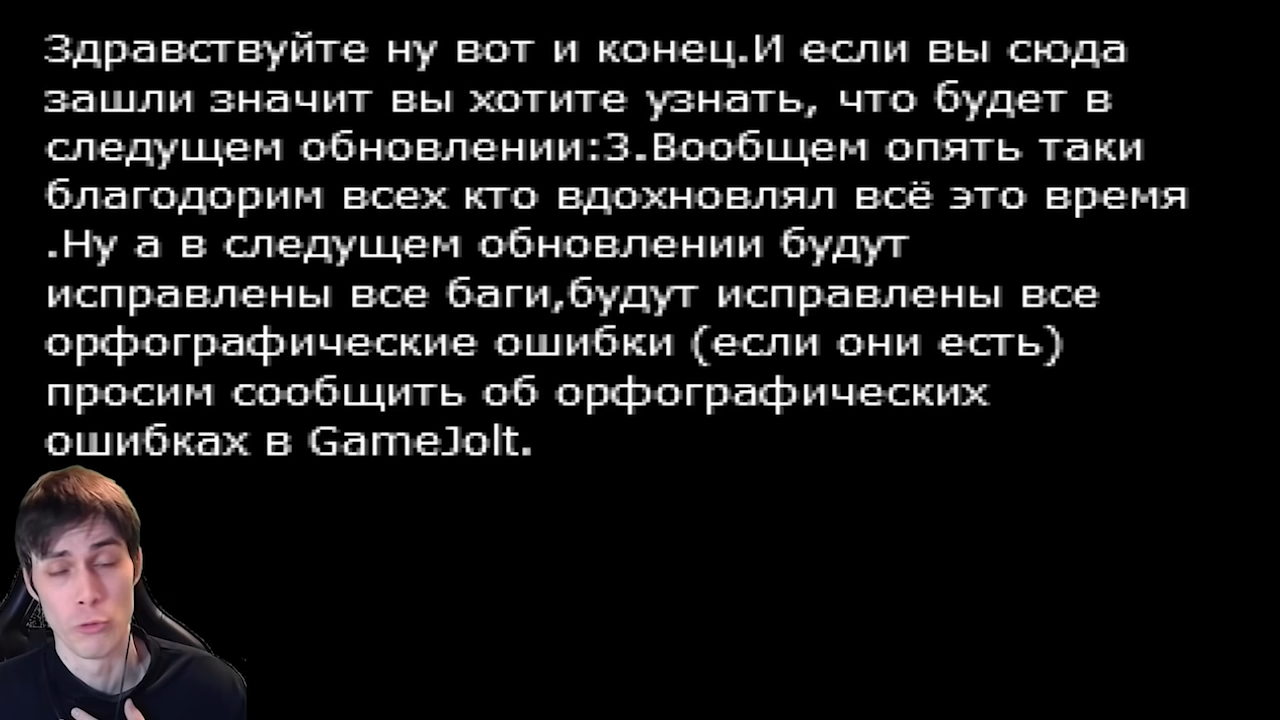 Здравствуйте ну вот и конец.И если вы сюда
зашли значит вы хотите узнать, что будет в
следущем обновлении:3.Вообщем опять таки
благодорим всех кто вдохновлял всё это время
.Ну а в следущем обновлении будут
исправлены все баги,будут исправлены все
орфографические ошибки (если они есть)
просим сообщить об орфографических
ошибках в GameJolt.